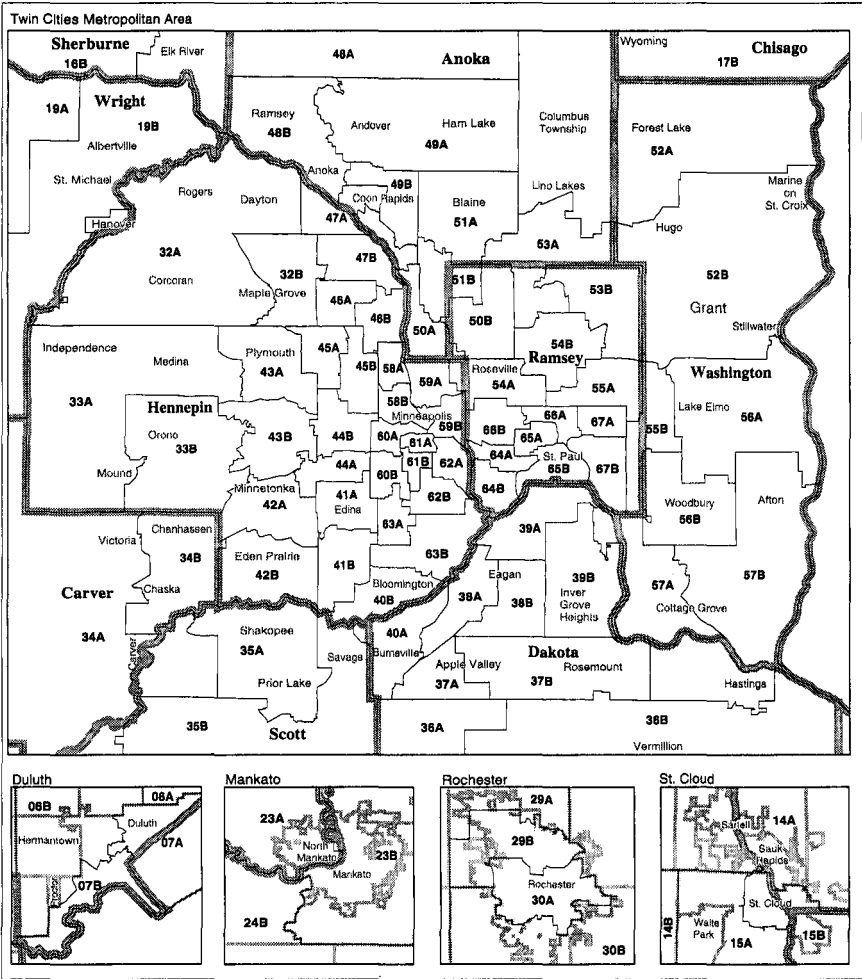 Twin Cities Metropolitan Area
Sherburne
16B
Elk River
48A
Anoka
Wyoming
Chisago
17B
19A
Wright
19B
Albertville
St. Michael
Hanover
Ramsey
48B
Andover
Ham Lake
49A
Columbus
Township
Forest Lake
52A
Marine
on
St. Croix
Rogers
Dayton
Anoka
49B
Coon Rapids
47A
Blaine
51A
Lino Lakes
53A
Hugo
32A
Corcoran
32B
Maple Grove
47B
46A
46B
50A
51B
50B
53B
52B
Grant
Stillwater
Independence
Medina
Plymouth
43A
45A
45B
58A
59A
58B
Minneapolis
59B
54B
Ramsey
Roseville
54A
55A
Washington
Lake Elmo
56A
55B
33A
Hennepin
Orono
33B
Mound
43B
44B
60A
61A
44A
60B
61B
62A
66B
66A
65A
67A
64A
St. Paul
65B
67B
64B
Minnetonka
42A
41A
Edina
62B
63A
Woodbury
56B
Afton
Victoria
Chanhassen
34B
Chaska
Eden Prairie
42B
41B
63B
Bloomington
40B
39A
Eagan
38A
38B
39B
Inver
Grove
Heights
57A
Cottage Grove
57B
Carver
34A
Carver
Shakopee
35A
Prior Lake
Savage
40A
Burnsville
Apple Valley
37A
Dakota
Rosemount
37B
Hastings
35B
Scott
36A
36B
Vermillion
Duluth
06B
06A
Hermantown
Duluth
07A
Proctor
07B
Mankato
23A
North
Mankato
Mankato
23B
24B
Rochester
29A
29B
Rochester
30A
30B
St. Cloud
14A
Sartell
Sauk
Rapids
St. Cloud
14B
Waite
Park
15A
15B